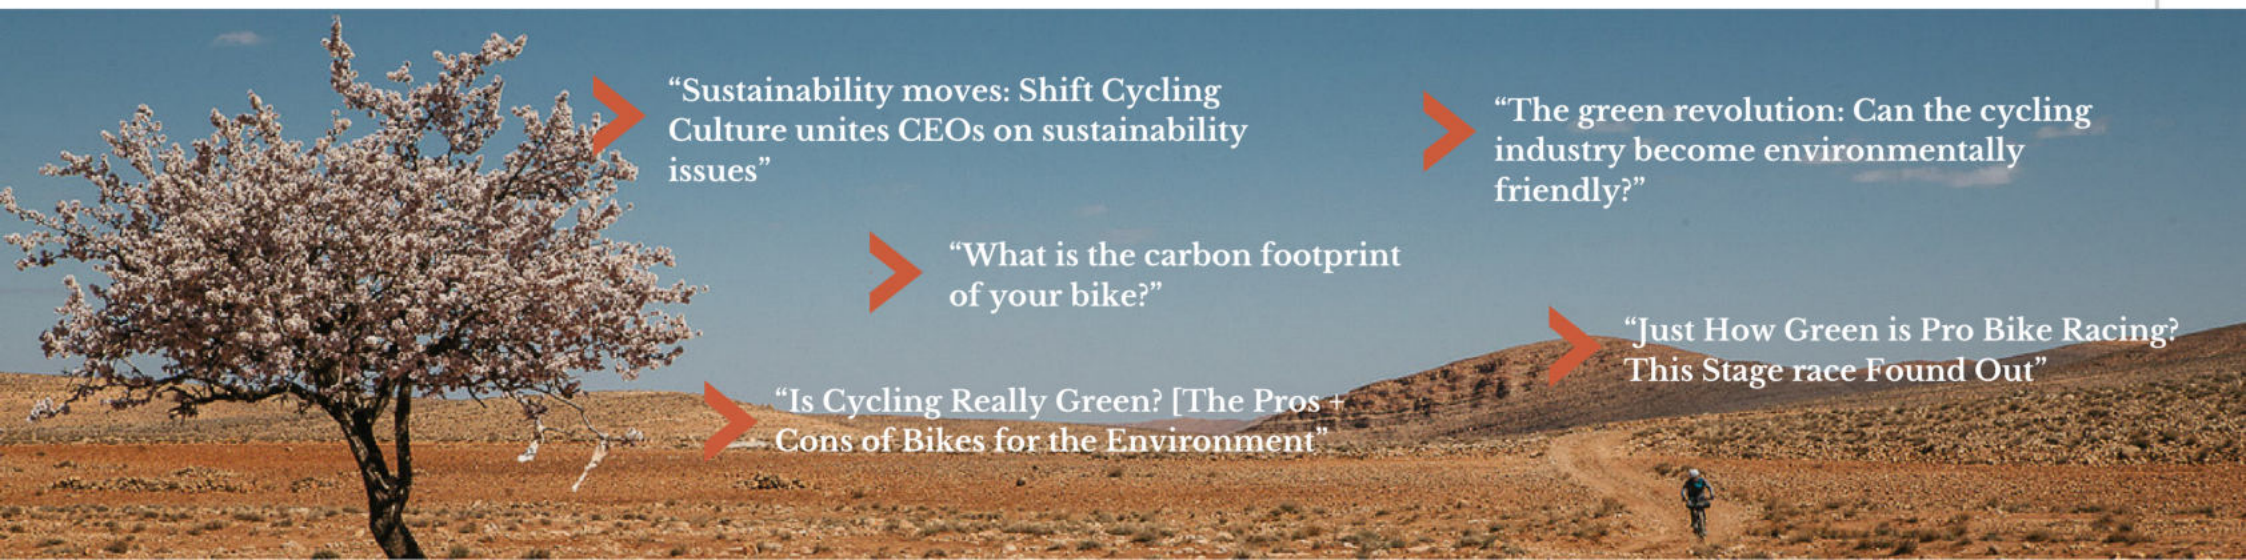 “Sustainability moves: Shift Cycling
Culture unites CEOs on sustainability
issues”
“The green revolution: Can the cycling
industry become environmentally
friendly?”
“What is the carbon footprint
of your bike?”
“Just How Green is Pro Bike Racing?
This Stage race Found Out”
“Is Cycling Really Green? [The Pros +
Cons of Bikes for the Environment”